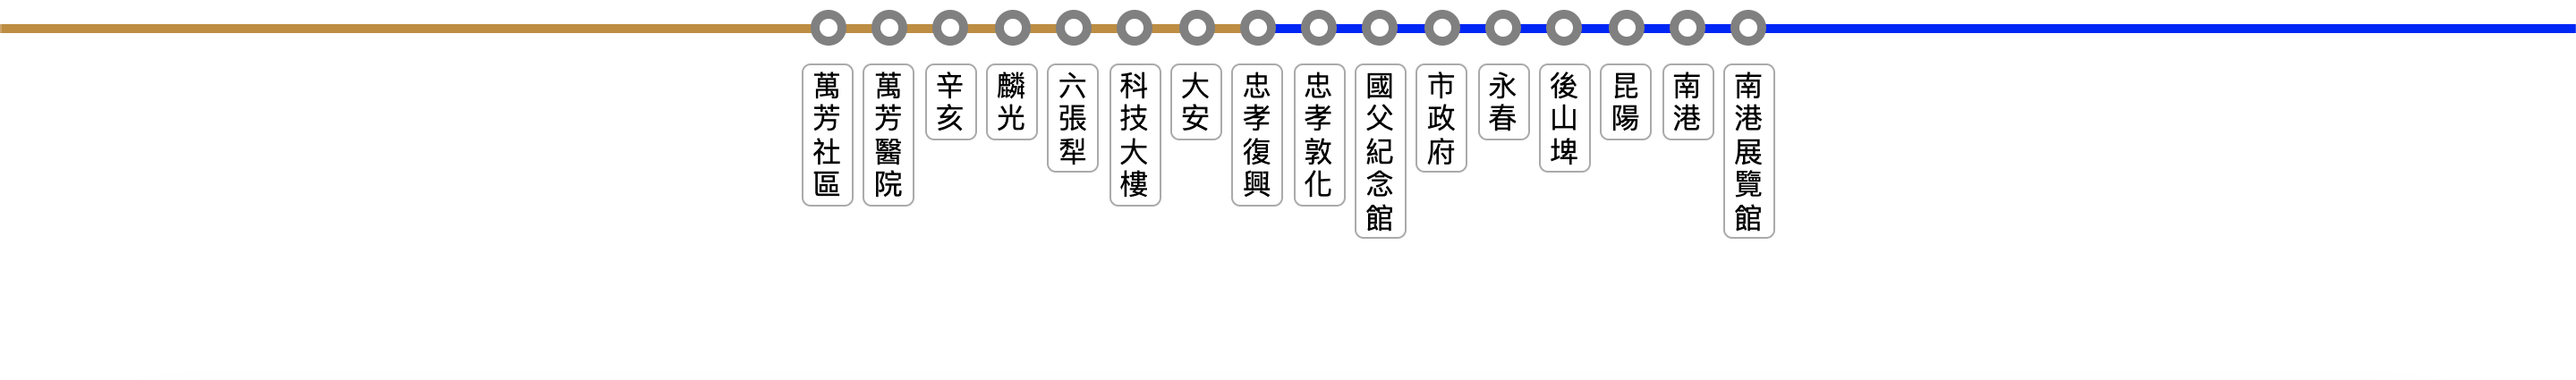 萬芳社區
萬芳醫院
辛亥
麟光
六張犁
科技大樓
大安
忠孝復興
忠孝敦化
國父紀念館
市政府
永春
後山埤
昆陽
南港
南港展覽館